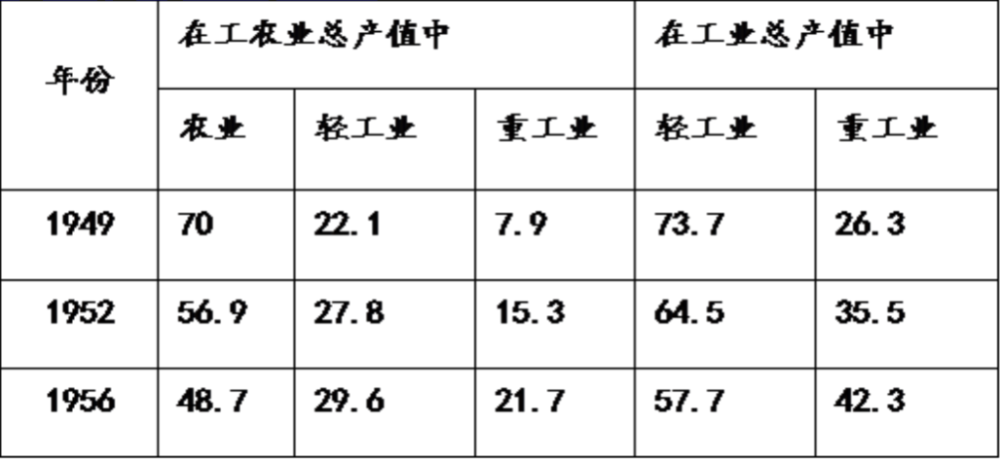 年份 在工农业总产值中 在工业总产值中
农业 轻工业 重工业 轻工业 重工业
1949 70 22.1 7.9 73.7 26.3
1952 56.9 27.8 15.3 64.5 35.5
1956 48.7 29.6 21.7 57.7 42.3